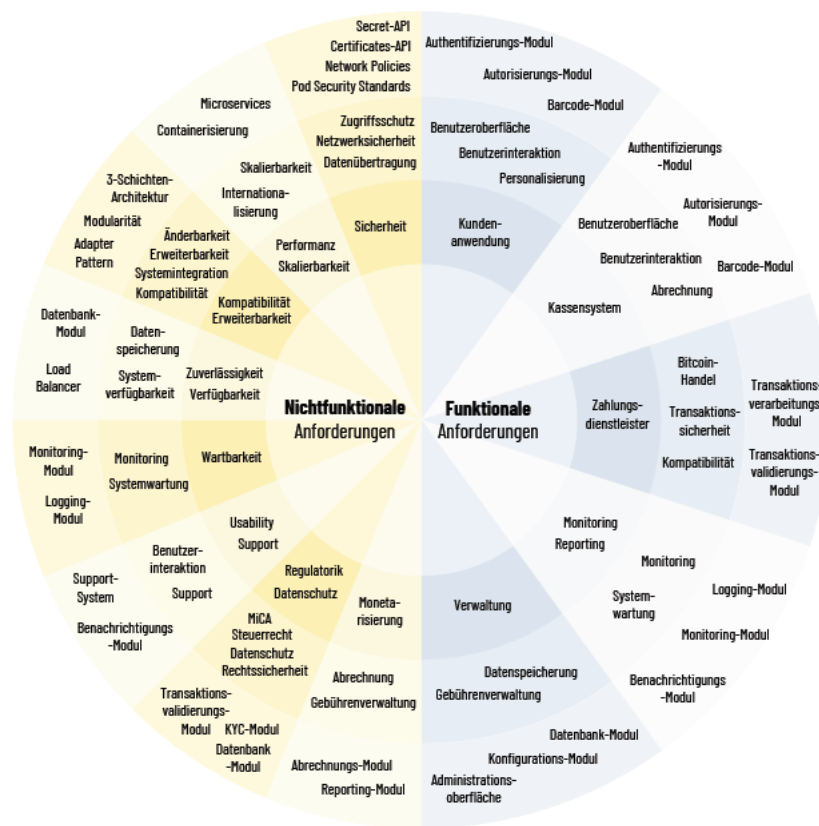 Secret-API
Certificates-API
Network Policies
Pod Security Standards
Zugriffsschutz
Netzwerksicherheit
Datenübertragung
Sicherheit
Microservices
Containerisierung
Skalierbarkeit
Internationa-
lisierung
Performanz
Skalierbarkeit
3-Schichten-
Architektur
Modularität
Adapter
Pattern
Änderbarkeit
Erweiterbarkeit
Systemintegration
Kompatibilität
Kompatibilität
Erweiterbarkeit
Datenbank-
Modul
Load
Balancer
Daten-
speicherung
System-
verfügbarkeit
Zuverlässigkeit
Verfügbarkeit
Nichtfunktionale
Anforderungen
Monitoring-
Modul
Logging-
Modul
Monitoring
Systemwartung
Wartbarkeit
Support-
System
Benachrichtigungs
-Modul
Benutzer-
interaktion
Support
Usability
Support
Regulatorik
Datenschutz
MiCA
Steuerrecht
Datenschutz
Rechtssicherheit
Transaktions-
validierungs-
Modul
KYC-Modul
Datenbank
-Modul
Moneta-
risierung
Abrechnung
Gebührenverwaltung
Abrechnungs-Modul
Reporting-Modul
Authentifizierungs-Modul
Autorisierungs-Modul
Barcode-Modul
Benutzeroberfläche
Benutzerinteraktion
Personalisierung
Kunden-
anwendung
Authentifizierungs
-Modul
Autorisierungs-
Modul
Barcode-Modul
Benutzeroberfläche
Benutzerinteraktion
Abrechnung
Kassensystem
Funktionale
Anforderungen
Zahlungs-
dienstleister
Bitcoin-
Handel
Transaktions-
sicherheit
Kompatibilität
Transaktions-
verarbeitungs-
Modul
Transaktions-
validierungs-
Modul
Monitoring
Reporting
Monitoring
System-
wartung
Logging-Modul
Monitoring-Modul
Benachrichtigungs
-Modul
Verwaltung
Datenspeicherung
Gebührenverwaltung
Datenbank-Modul
Konfigurations-Modul
Administrations-
oberfläche